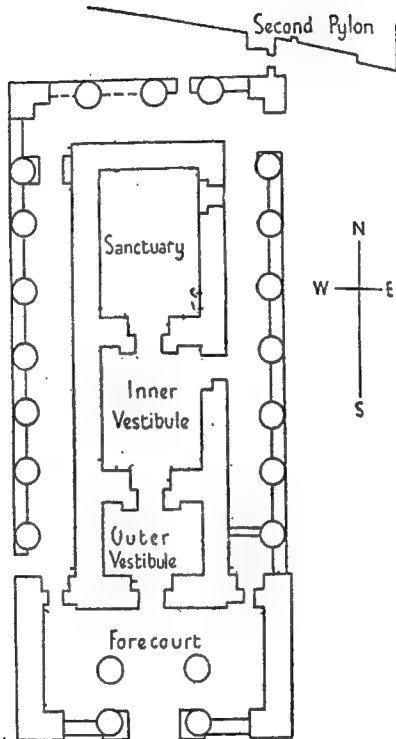 Second Pylon
Sanctuary
N
W E
S
Inner
Vestibule
Outer
Vestibule
Forecourt